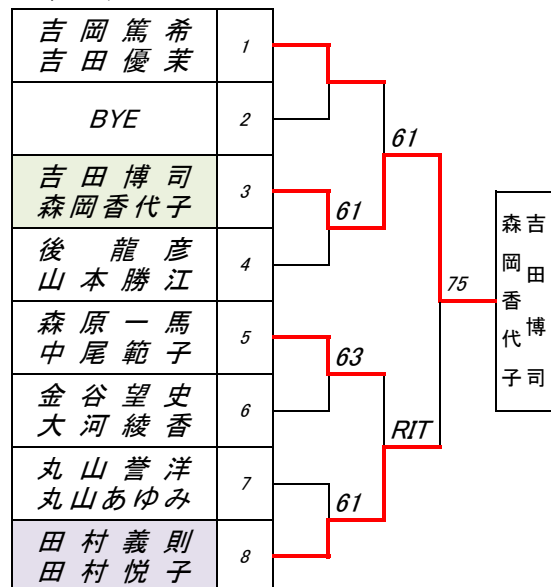 吉岡篤希
吉田優茉
1
BYE
2
61
吉田博司
森岡香代子
3
61
後龍彦
山本勝江
4
75
吉田博司
森岡香代子
森原一馬
中尾範子
5
63
金谷望史
大河綾香
6
RIT
丸山誉洋
丸山あゆみ
7
61
田村義則
田村悦子
8